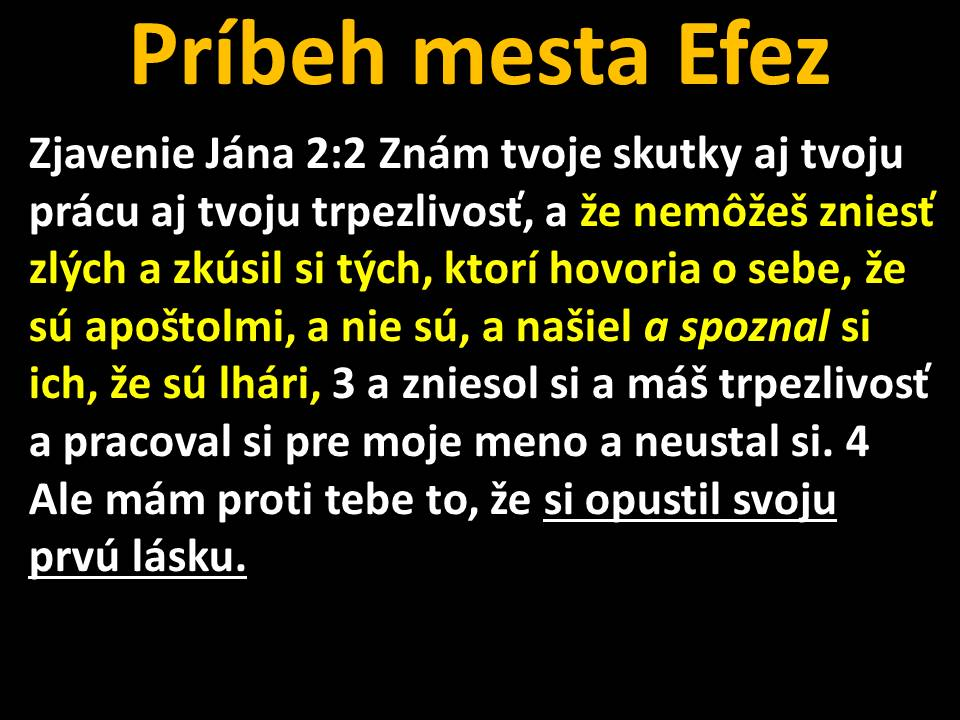 Príbeh mesta Efez
Zjavenie Jána 2:2 Znám tvoje skutky aj tvoju
prácu aj tvoju trpezlivosť, a že nemôžeš zniesť
zlých a zkúsil si tých, ktorí hovoria o sebe, že
sú apoštolmi, a nie sú, a našiel a spoznal si
ich, že sú lhári, 3 a zniesol si a máš trpezlivosť
a pracoval si pre moje meno a neustal si. 4
Ale mám proti tebe to, že si opustil svoju
prvú lásku.